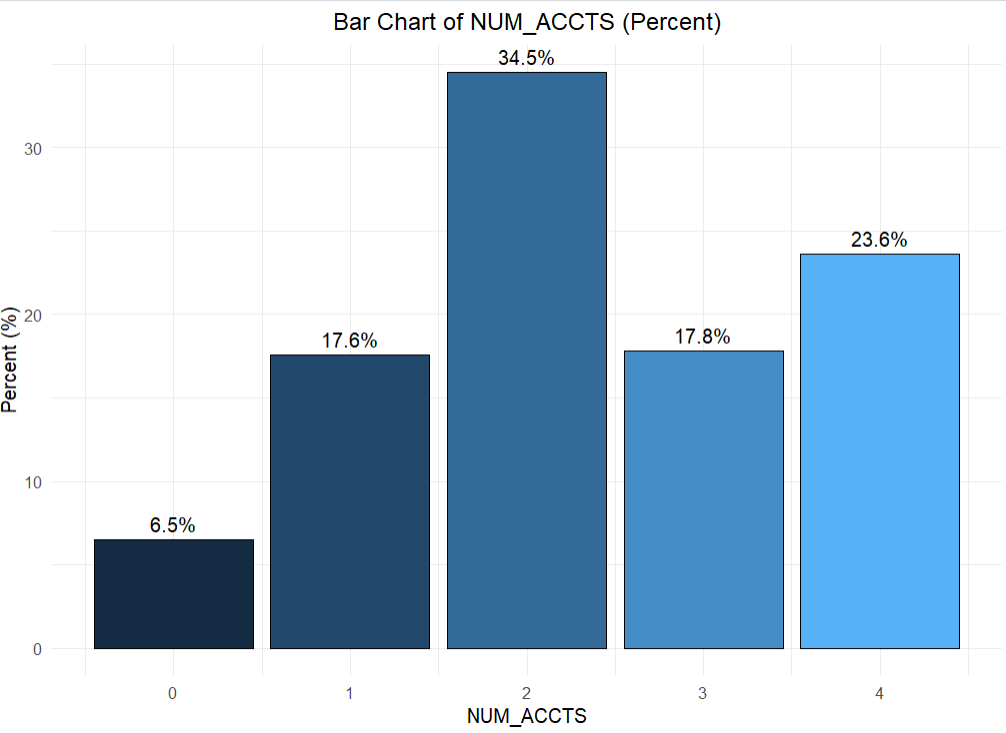 Bar Chart of NUM_ACCTS (Percent)
34.5%
30
23.6%
20
17.6%
17.8%
10
6.5%
0
Percent (%)
0 1 2 3 4
NUM_ACCTS